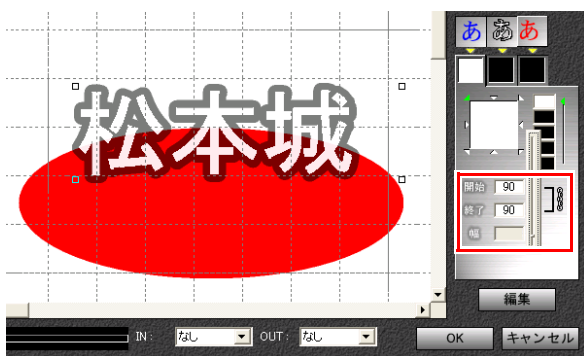 あ あ あ
松本城
開始 90
終了 90
幅
編集
IN: なし OUT: なし OK キャンセル